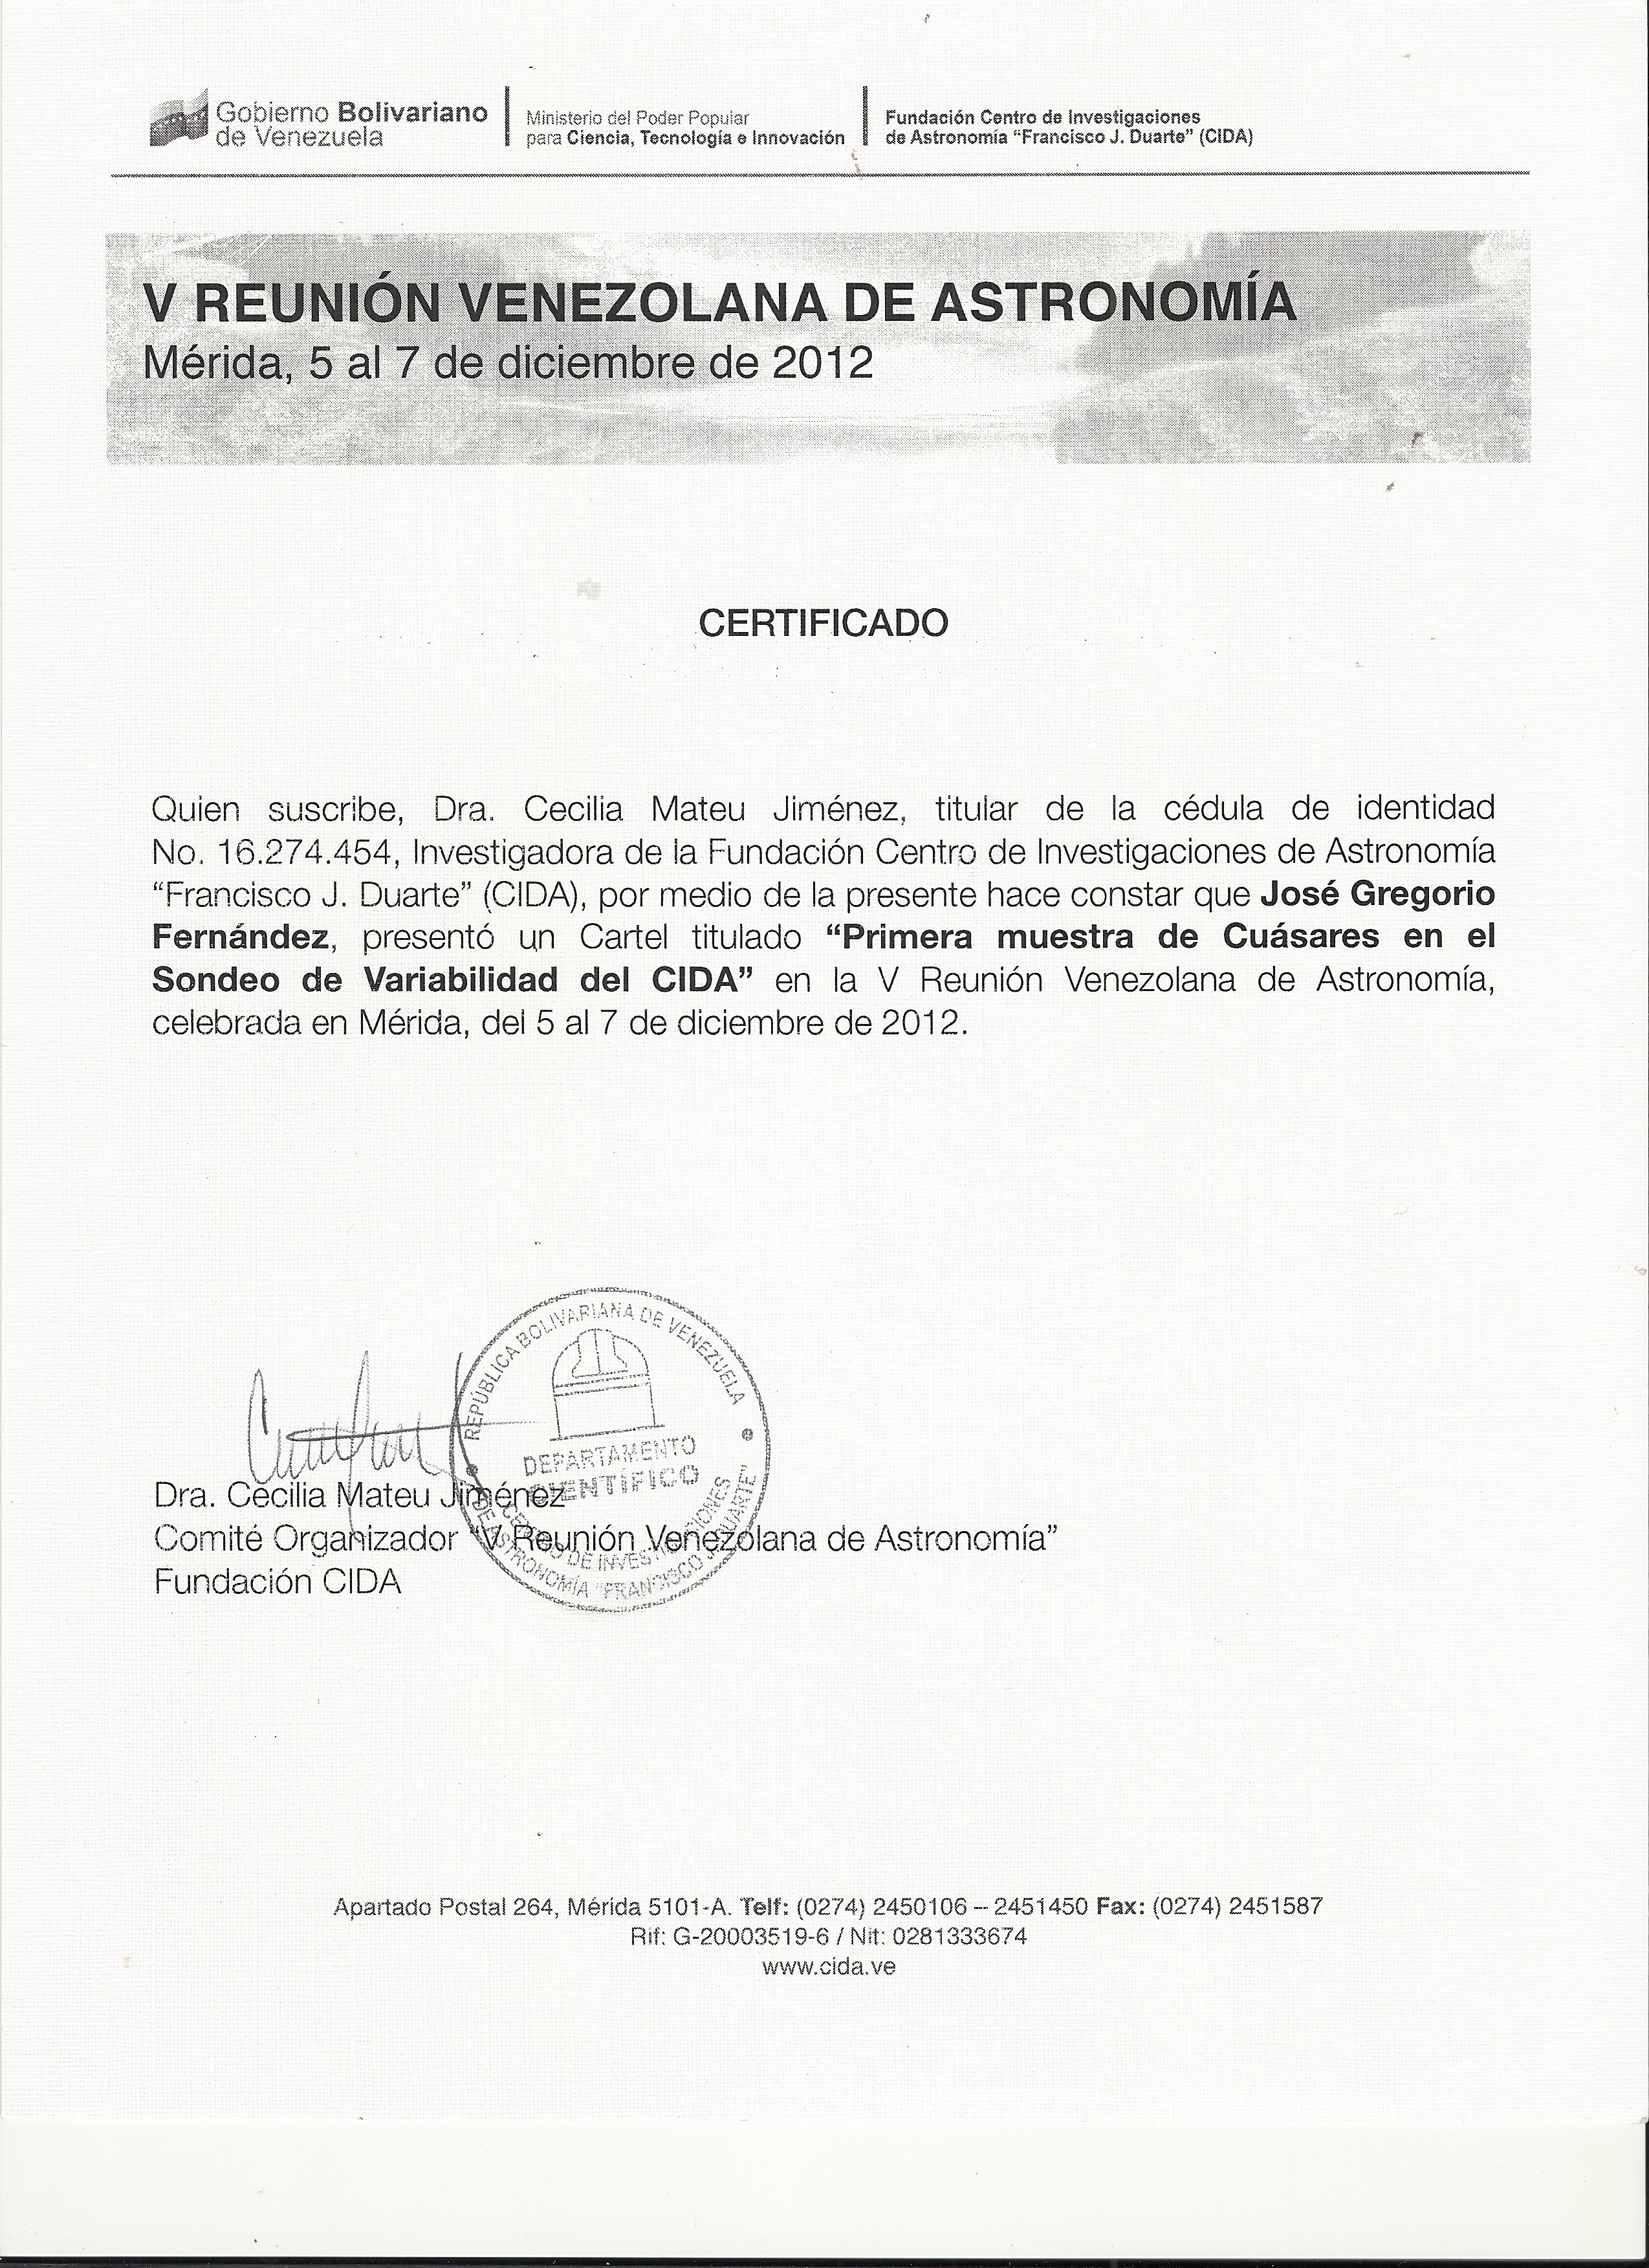 Gobierno Bolivariano
de Venezuela
Ministerio del Poder Popular
para Ciencia, Tecnología e Innovación
Fundación Centro de Investigaciones
de Astronomía “Francisco J. Duarte” (CIDA)
V REUNIÓN VENEZOLANA DE ASTRONOMÍA
Mérida, 5 al 7 de diciembre de 2012
CERTIFICADO
Quien suscribe, Dra. Cecilia Mateu Jiménez, titular de la cédula de identidad
No. 16.274.454, Investigadora de la Fundación Centro de Investigaciones de Astronomía
“Francisco J. Duarte” (CIDA), por medio de la presente hace constar que José Gregorio
Fernández, presentó un Cartel titulado “Primera muestra de Cuásares en el
Sondeo de Variabilidad del CIDA” en la V Reunión Venezolana de Astronomía,
celebrada en Mérida, del 5 al 7 de diciembre de 2012.
REPÚBLICA BOLIVARIANA DE VENEZUELA
DEPARTAMENTO
CIENTÍFICO
CENTRO DE INVESTIGACIONES
DE ASTRONOMÍA “FRANCISCO J. DUARTE”
Dra. Cecilia Mateu Jiménez
Comité Organizador “V Reunión Venezolana de Astronomía”
Fundación CIDA
Apartado Postal 264, Mérida 5101-A. Telf: (0274) 2450106 – 2451450 Fax: (0274) 2451587
Rif: G-20003519-6 / Nit: 0281333674
www.cida.ve